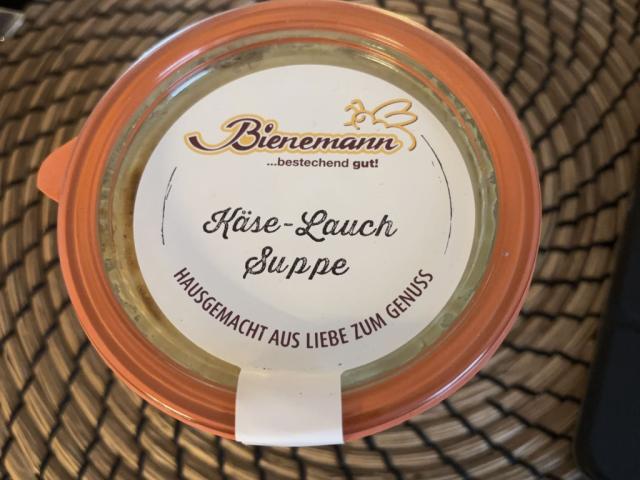 Bienemann
...bestechend gut!
Käse-Lauch
Suppe
HAUSGEMACHT AUS LIEBE ZUM GENUSS